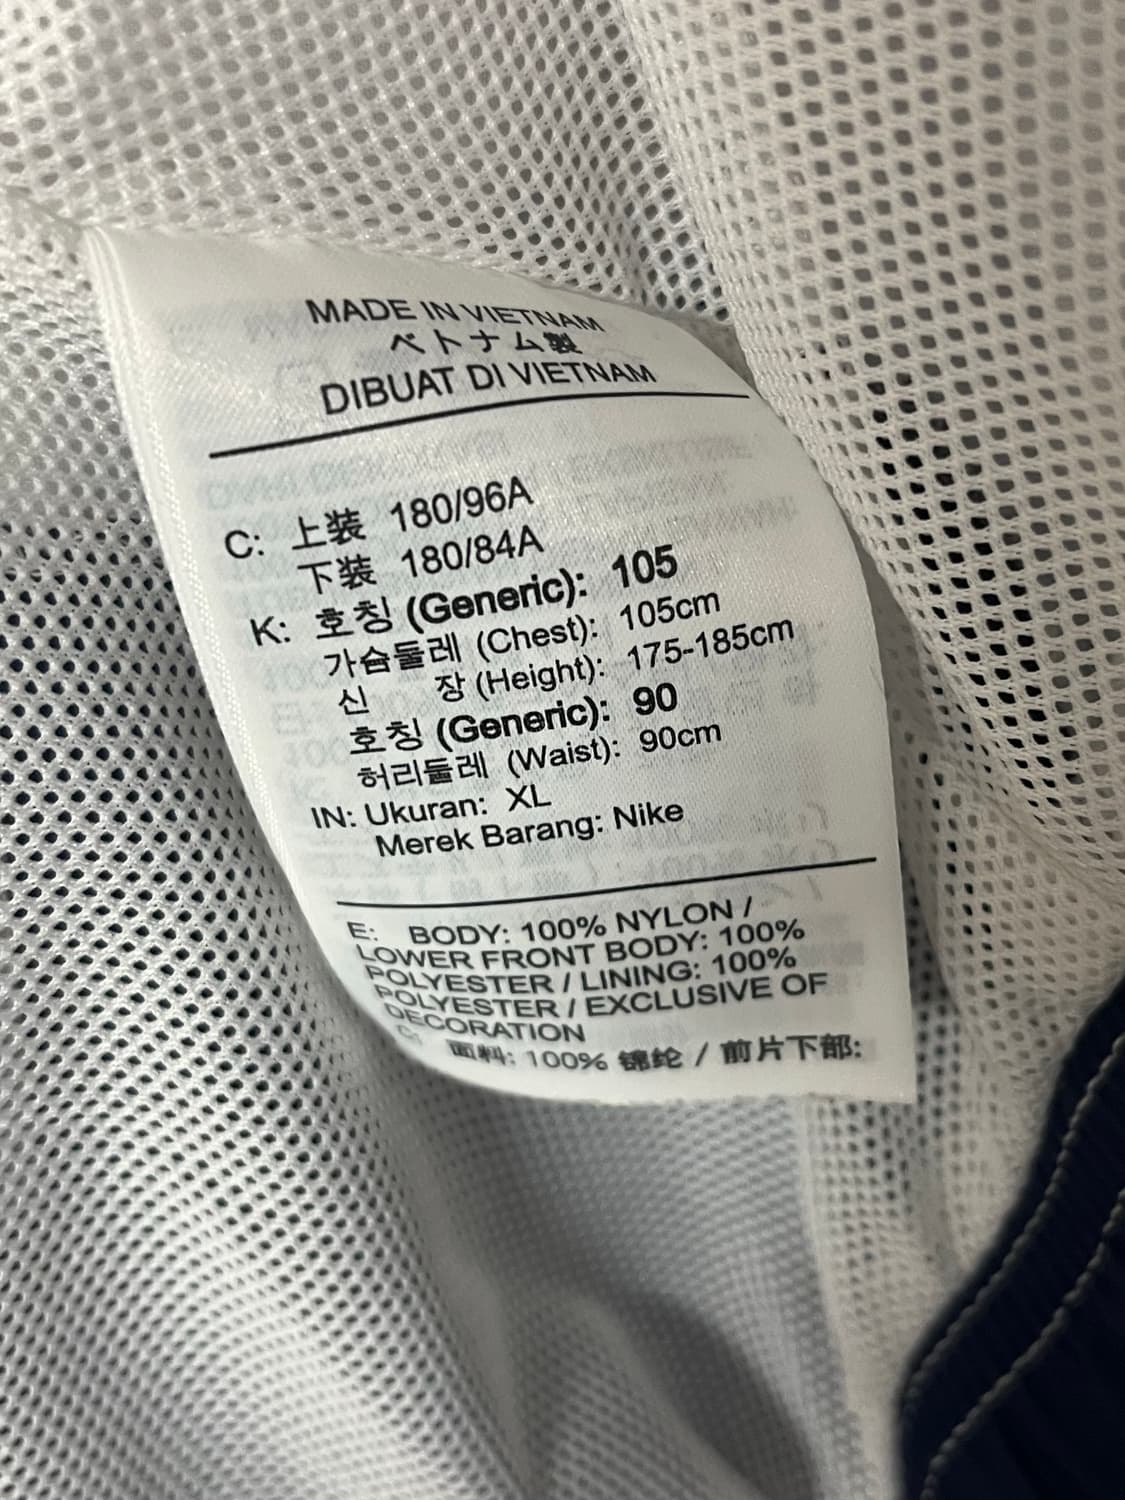 MADE IN VIETNAM
ベトナム製
DIBUAT DI VIETNAM
C: 上装 180/96A
下装 180/84A
K: 호칭 (Generic): 105
가슴둘레 (Chest): 105cm
신 장 (Height): 175-185cm
호칭 (Generic): 90
허리둘레 (Waist): 90cm
IN: Ukuran: XL
Merek Barang: Nike
E: BODY: 100% NYLON /
LOWER FRONT BODY: 100%
POLYESTER / LINING: 100%
POLYESTER / EXCLUSIVE OF
DECORATION
面料: 100% 锦纶 / 前片下部: